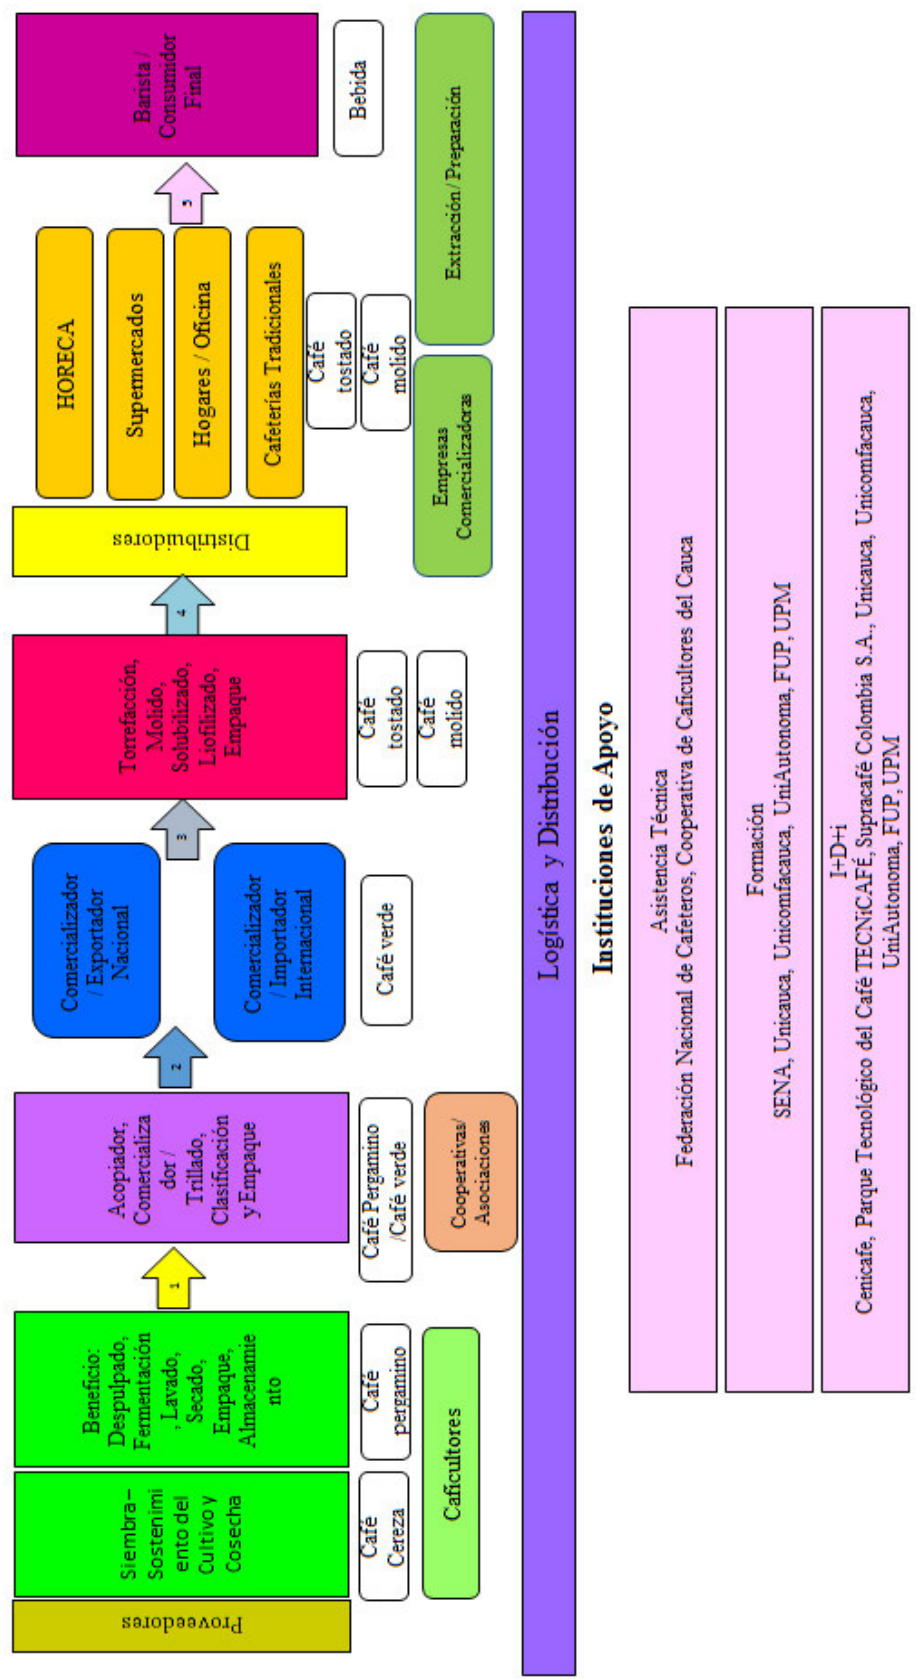 Proveedores
Siembra –
Sostenimi
ento del
Cultivo y
Cosecha
Café
Cereza
Beneficio:
Despulpado,
Fermentación
, Lavado,
Secado,
Empaque,
Almacenamie
nto
Café
pergamino
Caficultores
1
Acopiador,
Comercializa
dor /
Trillado,
Clasificación
y Empaque
Café Pergamino
/Café verde
Cooperativas/
Asociaciones
2
Comercializador
/ Exportador
Nacional
Comercializador
/ Importador
Internacional
Café verde
3
Torrefacción,
Molido,
Solubilizado,
Liofilizado,
Empaque
Café
tostado
Café
molido
4
Distribuidores
HORECA
Supermercados
Hogares / Oficina
Cafeterías Tradicionales
Café
tostado
Café
molido
Empresas
Comercializadoras
5
Barista /
Consumidor
Final
Bebida
Extracción/ Preparación
Logística y Distribución
Instituciones de Apoyo
Asistencia Técnica
Federación Nacional de Cafeteros, Cooperativa de Caficultores del Cauca
Formación
SENA, Unicauca, Unicomfacauca, UniAutonoma, FUP, UPM
I+D+i
Cenicafe, Parque Tecnológico del Café TECNiCAFÉ, Supracafé Colombia S.A., Unicauca, Unicomfacauca,
UniAutonoma, FUP, UPM